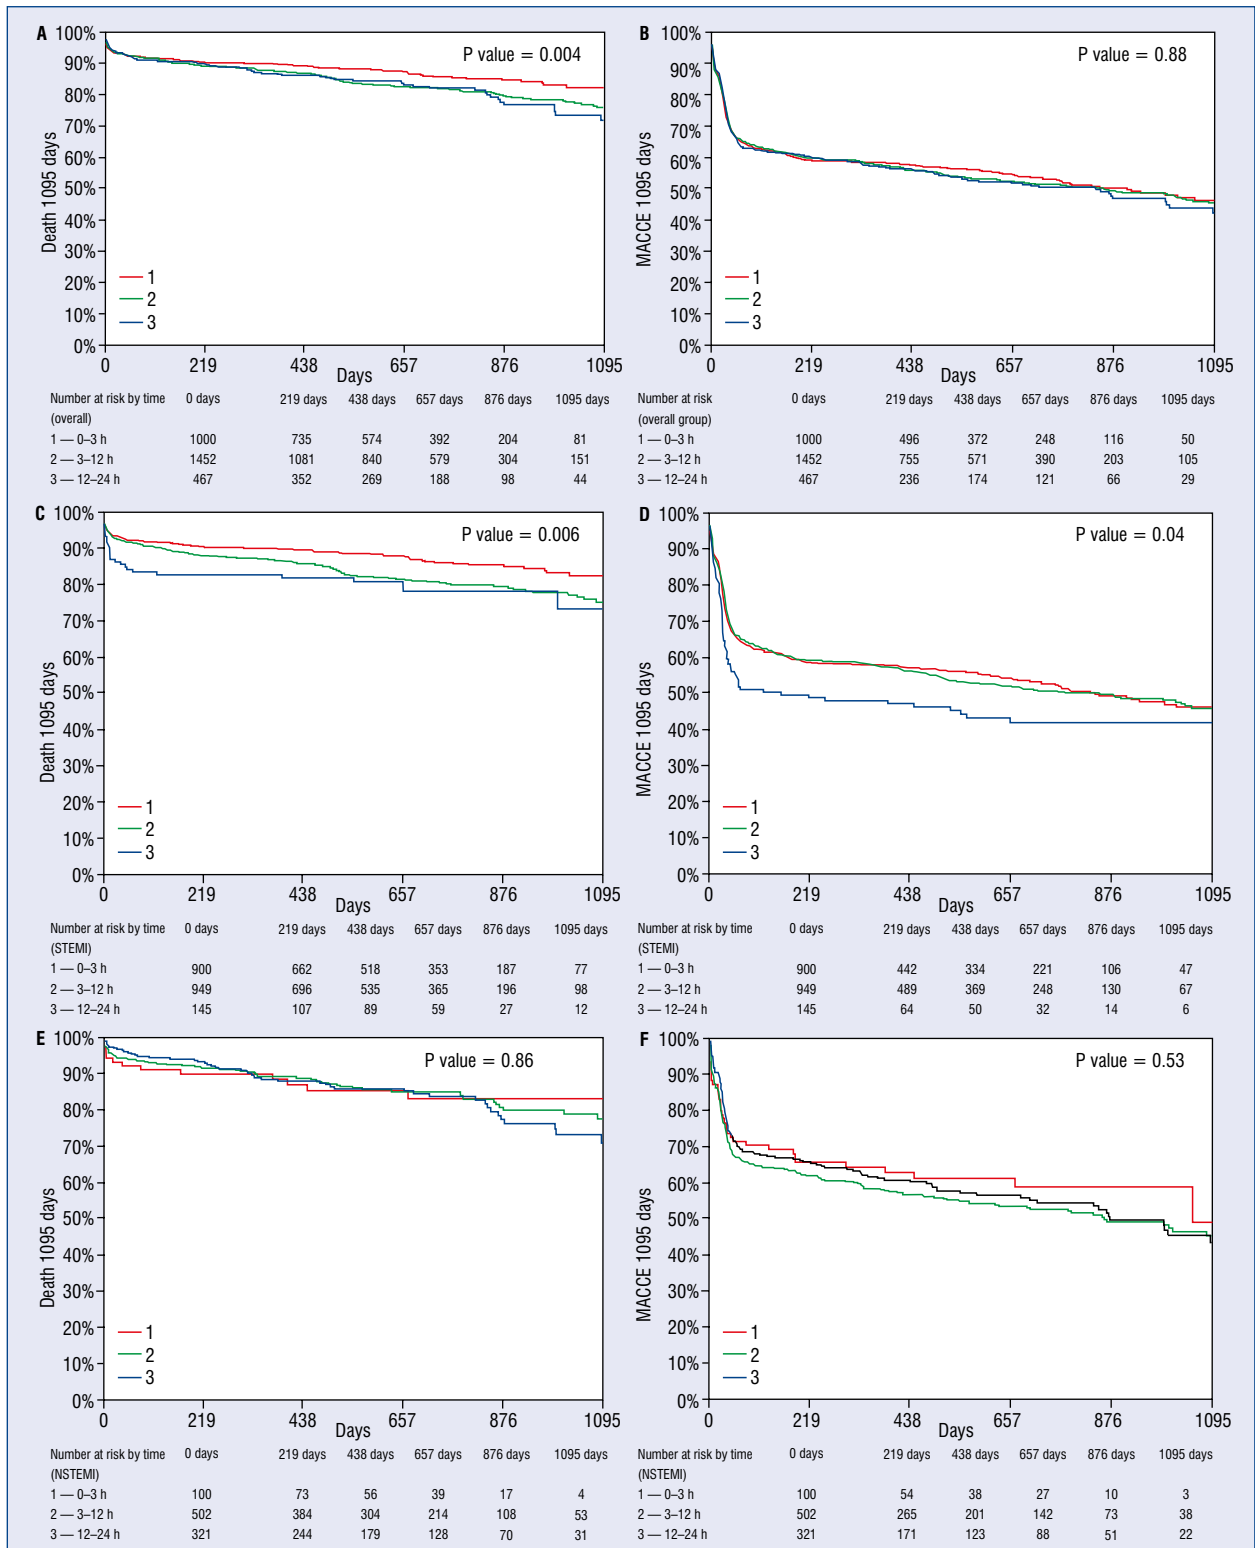 A
P value = 0.004
Death 1095 days
100%
90%
80%
70%
60%
50%
40%
30%
20%
10%
0%
1
2
3
0 219 438 657 876 1095
Days
Number at risk by time 0 days 219 days 438 days 657 days 876 days 1095 days
(overall)
1 — 0–3 h 1000 735 574 392 204 81
2 — 3–12 h 1452 1081 840 579 304 151
3 — 12–24 h 467 352 269 188 98 44
B
P value = 0.88
MACCE 1095 days
100%
90%
80%
70%
60%
50%
40%
30%
20%
10%
0%
1
2
3
0 219 438 657 876 1095
Days
Number at risk 0 days 219 days 438 days 657 days 876 days 1095 days
(overall group)
1 — 0–3 h 1000 496 372 248 116 50
2 — 3–12 h 1452 755 571 390 203 105
3 — 12–24 h 467 236 174 121 66 29
C
P value = 0.006
Death 1095 days
100%
90%
80%
70%
60%
50%
40%
30%
20%
10%
0%
1
2
3
0 219 438 657 876 1095
Days
Number at risk by time 0 days 219 days 438 days 657 days 876 days 1095 days
(STEMI)
1 — 0–3 h 900 662 518 353 187 77
2 — 3–12 h 949 696 535 365 196 98
3 — 12–24 h 145 107 89 59 27 12
D
P value = 0.04
MACCE 1095 days
100%
90%
80%
70%
60%
50%
40%
30%
20%
10%
0%
1
2
3
0 219 438 657 876 1095
Days
Number at risk by time 0 days 219 days 438 days 657 days 876 days 1095 days
(STEMI)
1 — 0–3 h 900 442 334 221 106 47
2 — 3–12 h 949 489 369 248 130 67
3 — 12–24 h 145 64 50 32 14 6
E
P value = 0.86
Death 1095 days
100%
90%
80%
70%
60%
50%
40%
30%
20%
10%
0%
1
2
3
0 219 438 657 876 1095
Days
Number at risk by time 0 days 219 days 438 days 657 days 876 days 1095 days
(NSTEMI)
1 — 0–3 h 100 73 56 39 17 4
2 — 3–12 h 502 384 304 214 108 53
3 — 12–24 h 321 244 179 128 70 31
F
P value = 0.53
MACCE 1095 days
100%
90%
80%
70%
60%
50%
40%
30%
20%
10%
0%
1
2
3
0 219 438 657 876 1095
Days
Number at risk by time 0 days 219 days 438 days 657 days 876 days 1095 days
(NSTEMI)
1 — 0–3 h 100 54 38 27 10 3
2 — 3–12 h 502 265 201 142 73 38
3 — 12–24 h 321 171 123 88 51 22